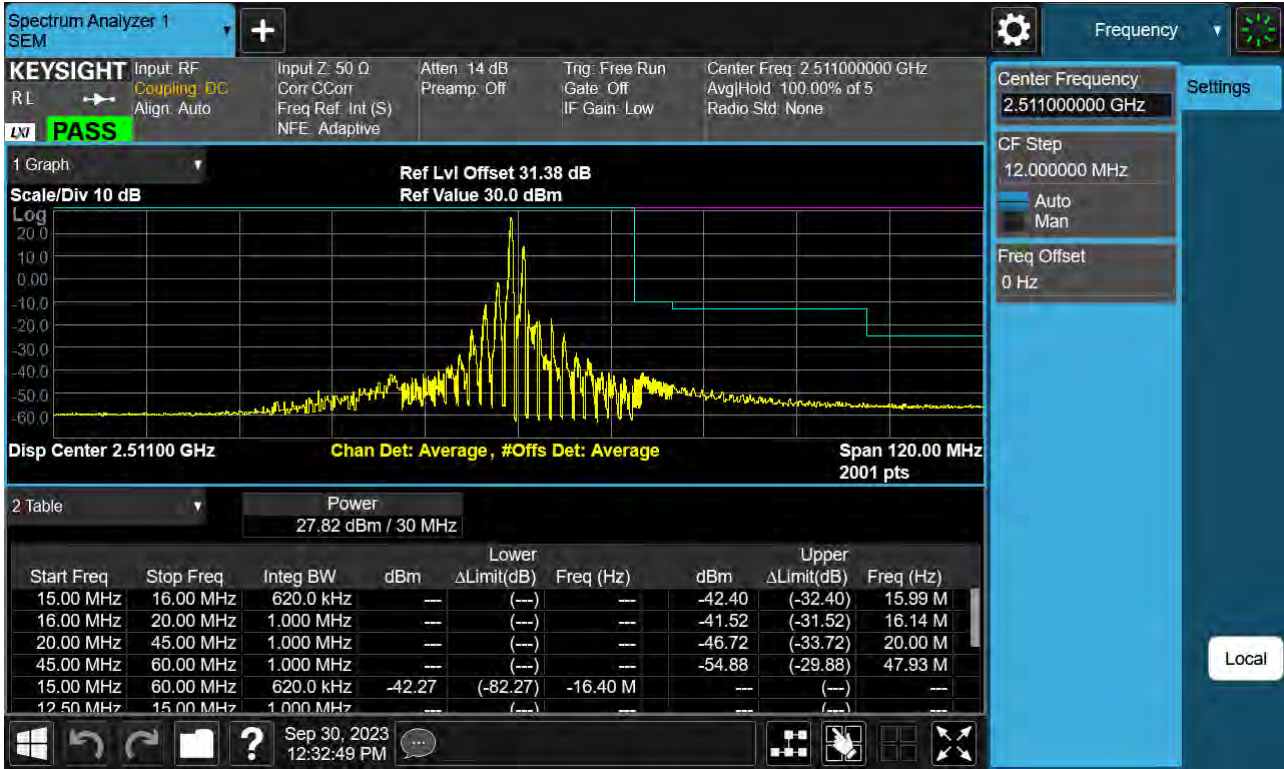 Spectrum Analyzer 1
SEM
+
Frequency
KEYSIGHT
R L
LXI
PASS
Input: RF
Coupling: DC
Align: Auto
Input Z: 50 Ω
Corr CCorr
Freq Ref: Int (S)
NFE: Adaptive
Atten: 14 dB
Preamp: Off
Trig: Free Run
Gate: Off
IF Gain: Low
Center Freq: 2.511000000 GHz
Avg|Hold: 100.00% of 5
Radio Std: None
Center Frequency
2.511000000 GHz
Settings
CF Step
12.000000 MHz
Auto
Man
Freq Offset
0 Hz
1 Graph
Ref Lvl Offset 31.38 dB
Scale/Div 10 dB
Ref Value 30.0 dBm
Log
20.0
10.0
0.00
-10.0
-20.0
-30.0
-40.0
-50.0
-60.0
Disp Center 2.51100 GHz
Chan Det: Average , #Offs Det: Average
Span 120.00 MHz
2001 pts
2 Table
Power
27.82 dBm / 30 MHz
Lower Upper
Start Freq Stop Freq Integ BW dBm ΔLimit(dB) Freq (Hz) dBm ΔLimit(dB) Freq (Hz)
15.00 MHz 16.00 MHz 620.0 kHz --- (---) --- -42.40 (-32.40) 15.99 M
16.00 MHz 20.00 MHz 1.000 MHz --- (---) --- -41.52 (-31.52) 16.14 M
20.00 MHz 45.00 MHz 1.000 MHz --- (---) --- -46.72 (-33.72) 20.00 M
45.00 MHz 60.00 MHz 1.000 MHz --- (---) --- -54.88 (-29.88) 47.93 M
15.00 MHz 60.00 MHz 620.0 kHz -42.27 (-82.27) -16.40 M --- (---) ---
12.50 MHz 15.00 MHz 1.000 MHz --- (---) --- --- (---) ---
Local
?
Sep 30, 2023
12:32:49 PM